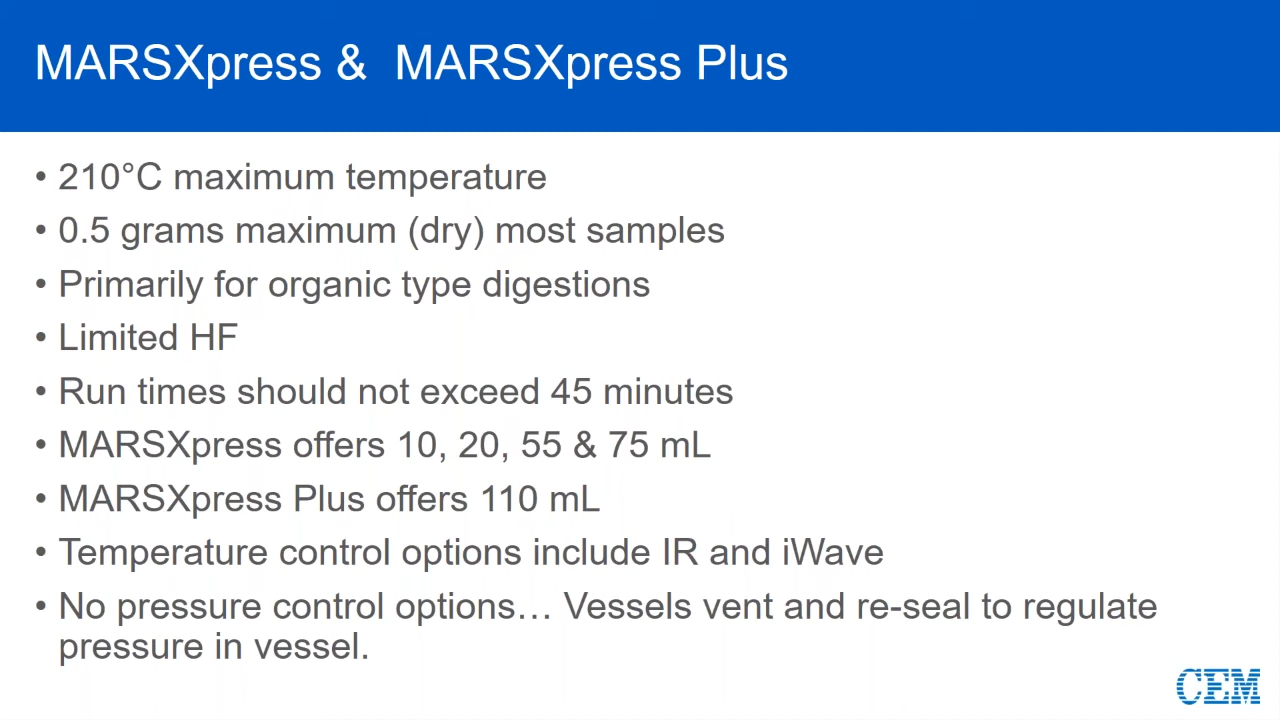 MARSXpress &  MARSXpress Plus
• 210°C maximum temperature
• 0.5 grams maximum (dry) most samples
• Primarily for organic type digestions
• Limited HF
• Run times should not exceed 45 minutes
• MARSXpress offers 10, 20, 55 & 75 mL
• MARSXpress Plus offers 110 mL
• Temperature control options include IR and iWave
• No pressure control options… Vessels vent and re-seal to regulate
pressure in vessel.
CEM